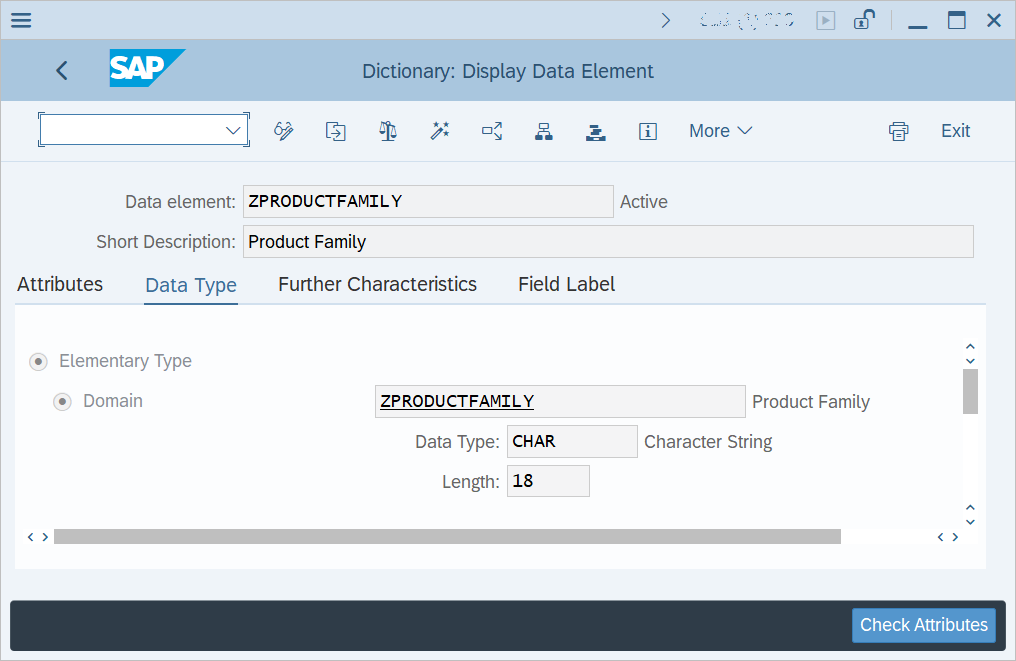 SAP
Dictionary: Display Data Element
More
Exit
Data element: ZPRODUCTFAMILY Active
Short Description: Product Family
Attributes Data Type Further Characteristics Field Label
Elementary Type
Domain ZPRODUCTFAMILY Product Family
Data Type: CHAR Character String
Length: 18
Check Attributes